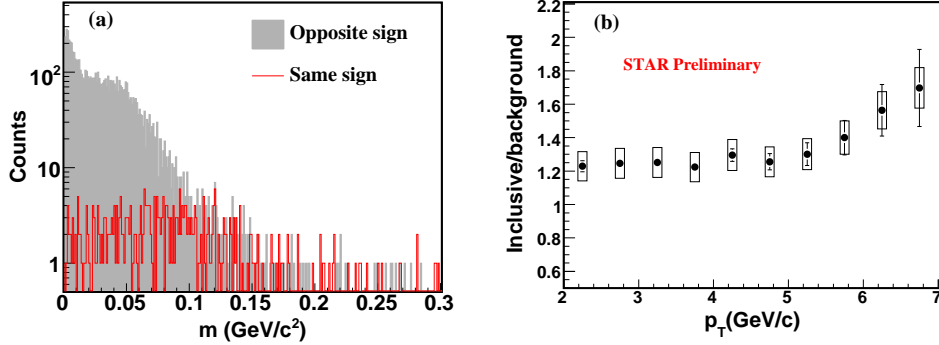 (a)
Opposite sign
Same sign
Counts
10²
10
1
0
0.05
0.1
0.15
0.2
0.25
0.3
m (GeV/c²)
(b)
STAR Preliminary
Inclusive/background
2.2
2
1.8
1.6
1.4
1.2
1
0.8
0.6
2
3
4
5
6
7
p_T(GeV/c)